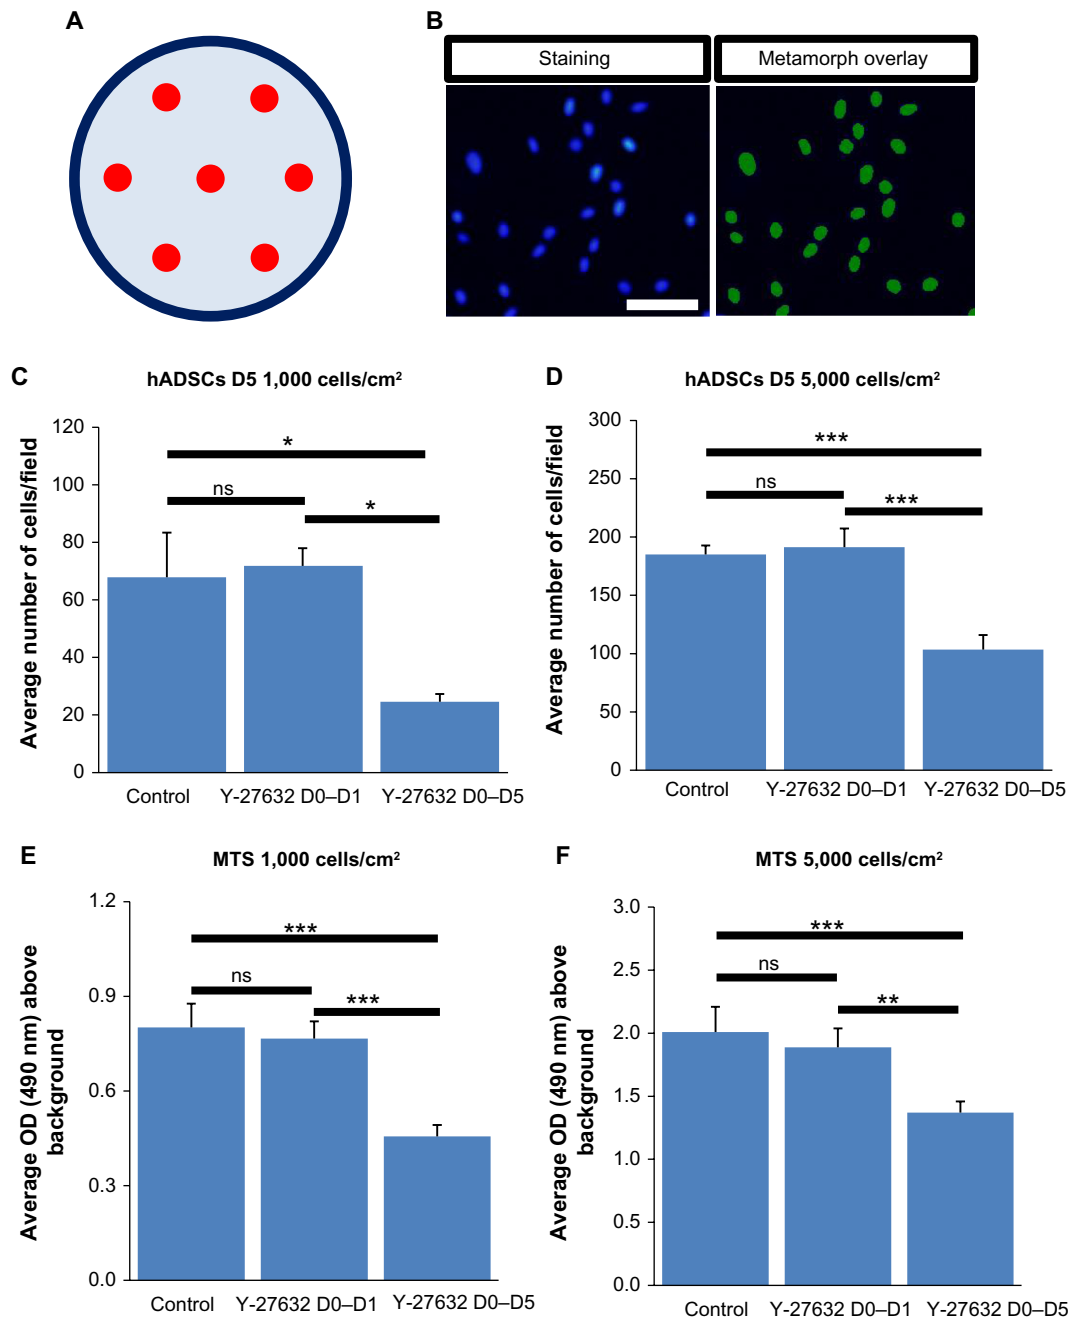 A
B
Staining
Metamorph overlay
C
hADSCs D5 1,000 cells/cm²
Average number of cells/field
120
100
80
60
40
20
0
*
ns
*
Control
Y-27632 D0–D1
Y-27632 D0–D5
D
hADSCs D5 5,000 cells/cm²
Average number of cells/field
300
250
200
150
100
50
0
***
ns
***
Control
Y-27632 D0–D1
Y-27632 D0–D5
E
MTS 1,000 cells/cm²
Average OD (490 nm) above
background
1.2
0.9
0.6
0.3
0.0
***
ns
***
Control
Y-27632 D0–D1
Y-27632 D0–D5
F
MTS 5,000 cells/cm²
Average OD (490 nm) above
background
3.0
2.5
2.0
1.5
1.0
0.5
0.0
***
ns
**
Control
Y-27632 D0–D1
Y-27632 D0–D5